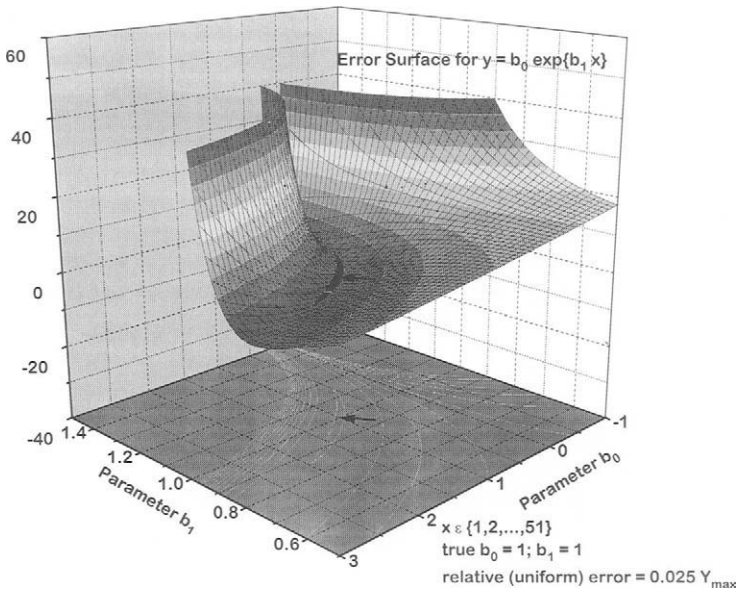 60
Error Surface for y = b₀ exp{b₁ x}
40
20
0
-20
-40
1.4
1.2
1.0
0.8
0.6
Parameter b₁
3
2
1
0
-1
Parameter b₀
x ε {1,2,...,51}
true b₀ = 1; b₁ = 1
relative (uniform) error = 0.025 Yₘₐₓ